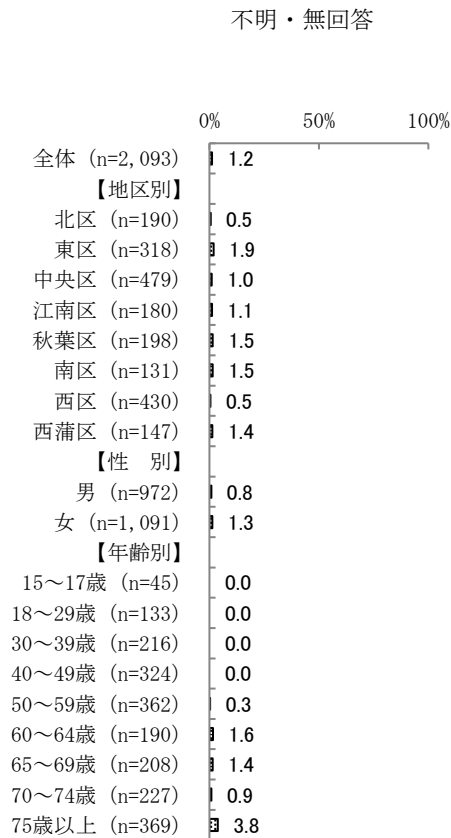 不明・無回答
0% 50% 100%
全体 (n=2,093) 1.2
【地区別】
北区 (n=190) 0.5
東区 (n=318) 1.9
中央区 (n=479) 1.0
江南区 (n=180) 1.1
秋葉区 (n=198) 1.5
南区 (n=131) 1.5
西区 (n=430) 0.5
西蒲区 (n=147) 1.4
【性　別】
男 (n=972) 0.8
女 (n=1,091) 1.3
【年齢別】
15～17歳 (n=45) 0.0
18～29歳 (n=133) 0.0
30～39歳 (n=216) 0.0
40～49歳 (n=324) 0.0
50～59歳 (n=362) 0.3
60～64歳 (n=190) 1.6
65～69歳 (n=208) 1.4
70～74歳 (n=227) 0.9
75歳以上 (n=369) 3.8